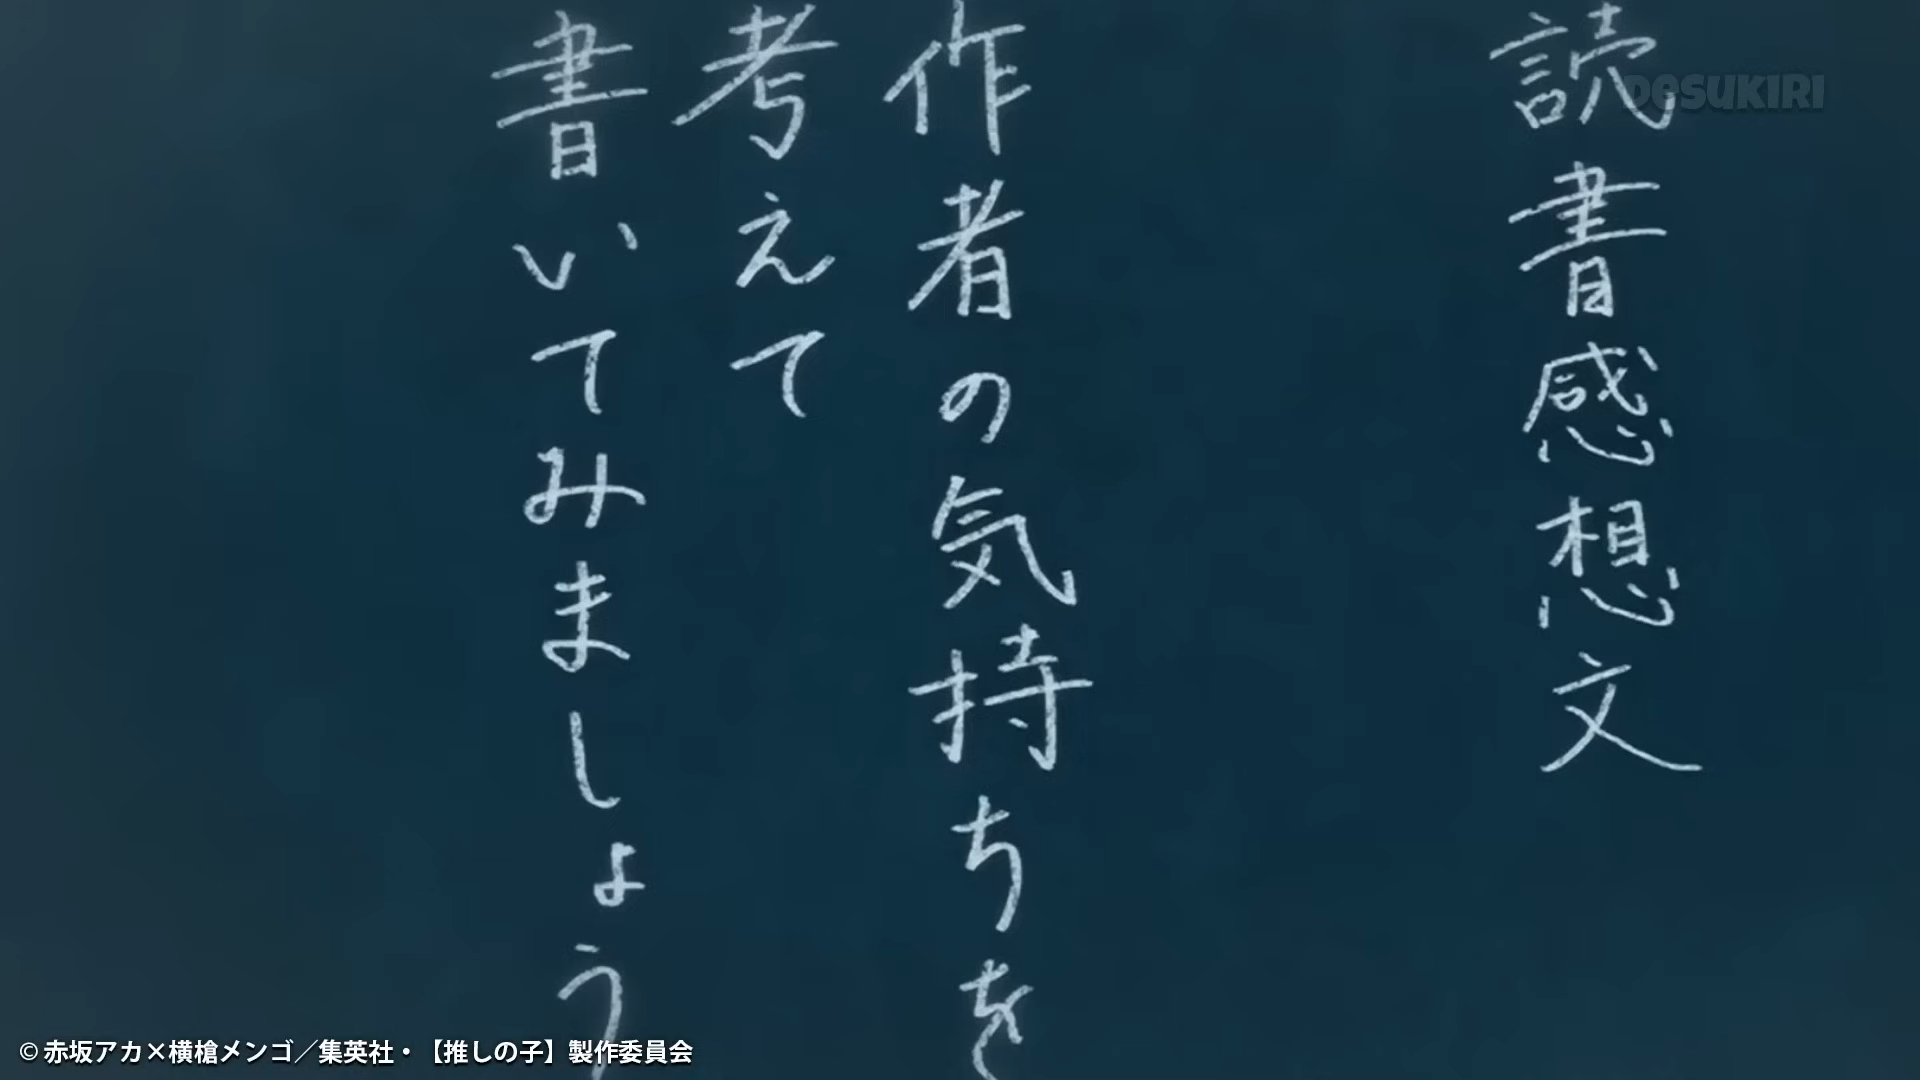 読書感想文
作者の気持ちを
考えて
書いてみましょう
DESUKIRI
© 赤坂アカ×横槍メンゴ／集英社・【推しの子】製作委員会